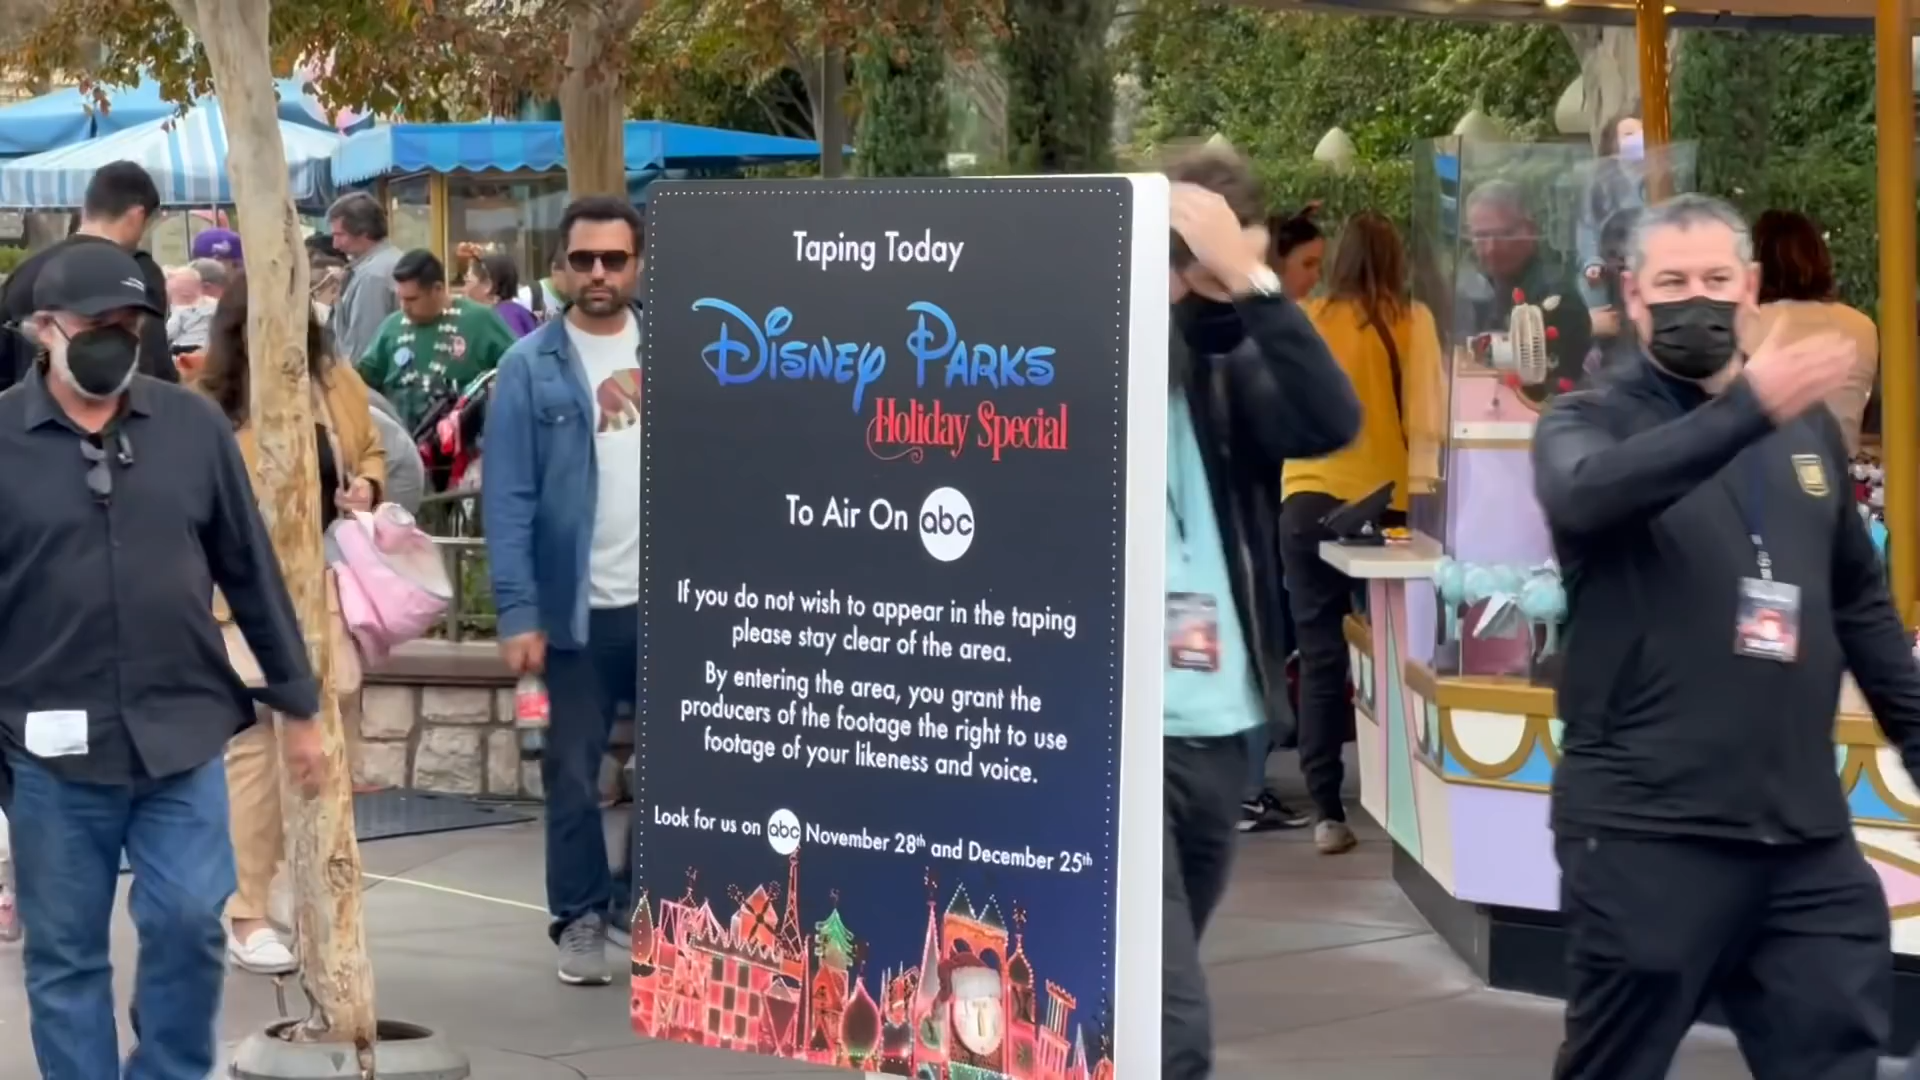 Taping Today
Disney Parks
Holiday Special
To Air On abc
If you do not wish to appear in the taping
please stay clear of the area.
By entering the area, you grant the
producers of the footage the right to use
footage of your likeness and voice.
Look for us on abc November 28th and December 25th